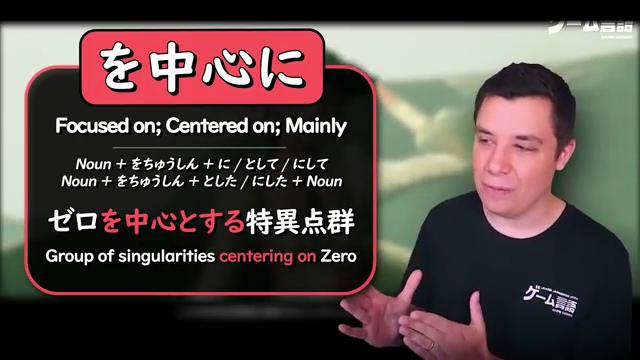 を中心に
Focused on; Centered on; Mainly
Noun + をちゅうしん + に / として / にして
Noun + をちゅうしん + とした / にした + Noun
ゼロを中心とする特異点群
Group of singularities centering on Zero
ゲーム言語
ゲーム言語